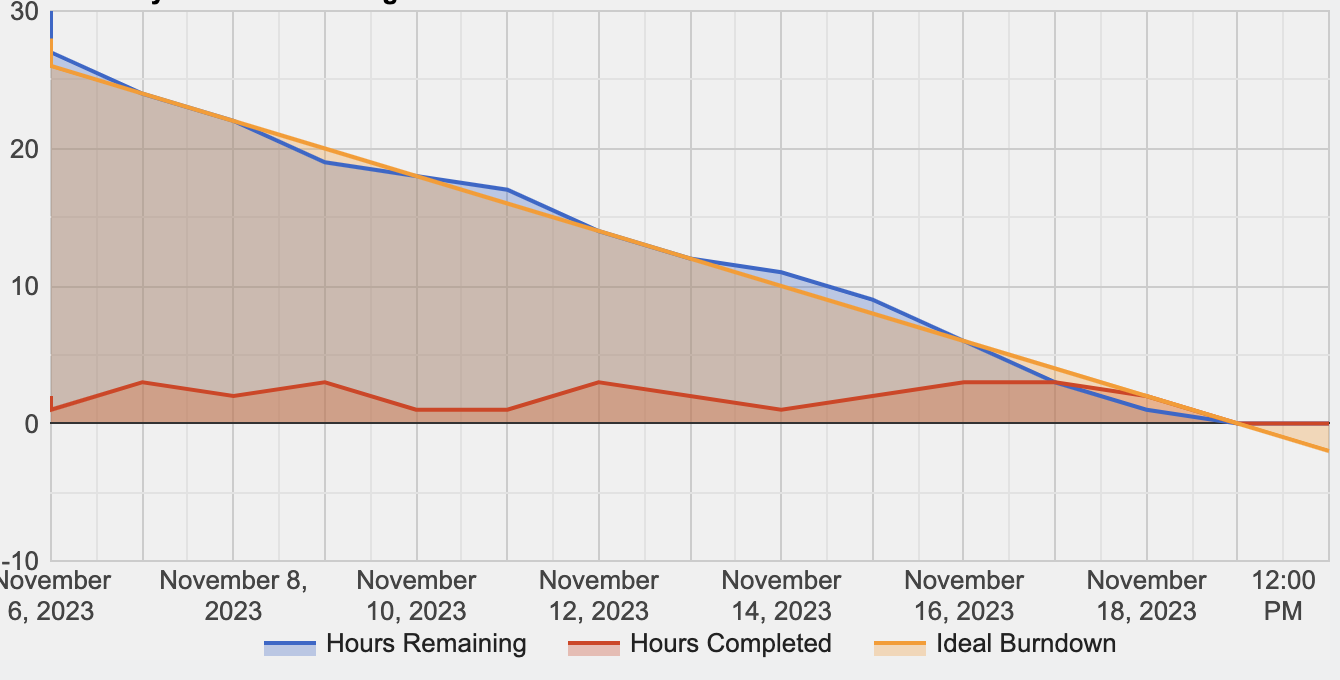 30
20
10
0
-10
November 6, 2023
November 8, 2023
November 10, 2023
November 12, 2023
November 14, 2023
November 16, 2023
November 18, 2023
12:00 PM
Hours Remaining
Hours Completed
Ideal Burndown